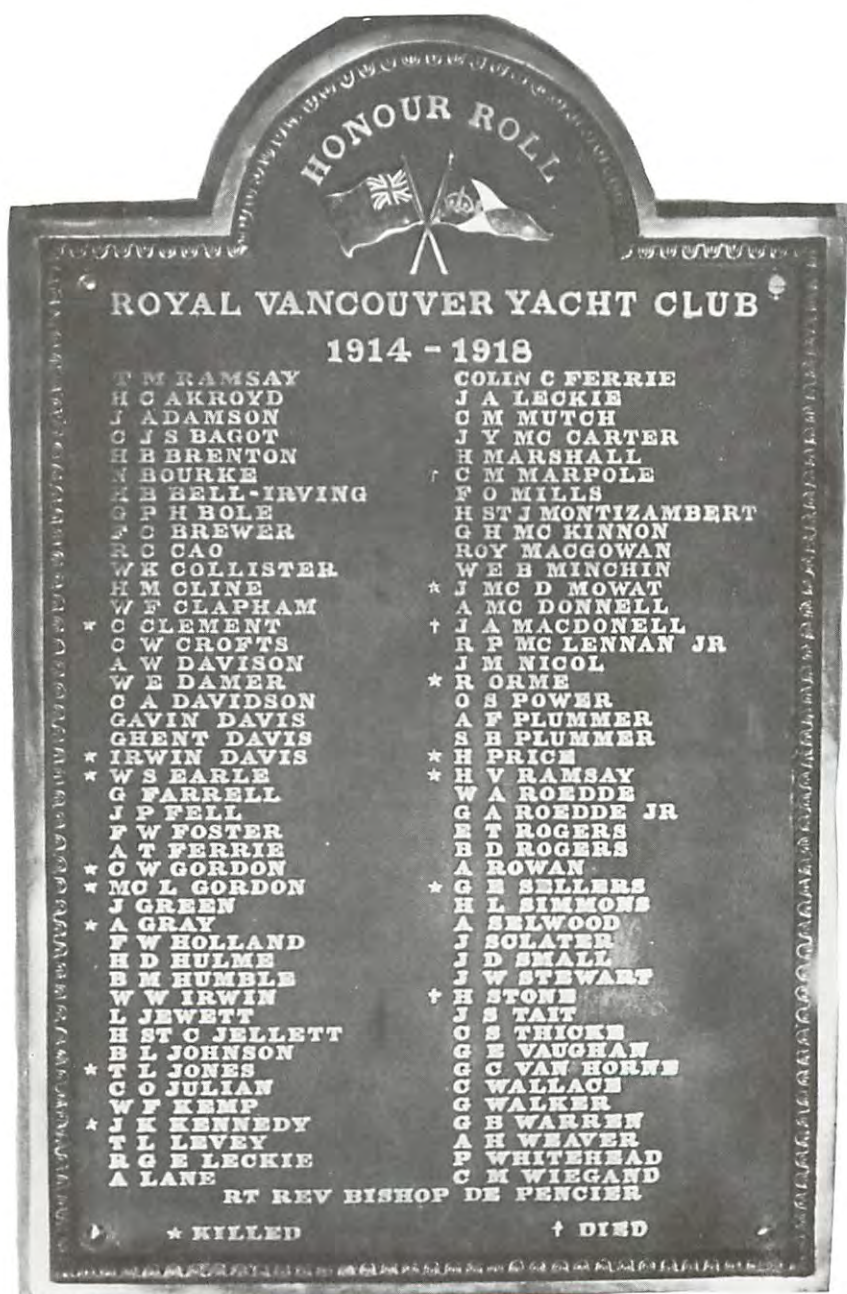 HONOUR ROLL
ROYAL VANCOUVER YACHT CLUB
1914 - 1918
T M RAMSAY
H C AKROYD
J ADAMSON
C J S BAGOT
H B BRENTON
N BOURKE
H B BELL-IRVING
G P H BOLE
F C BREWER
R C CAO
W K COLLISTER
H M CLINE
W F CLAPHAM
* C CLEMENT
C W CROFTS
A W DAVISON
W E DAMER
C A DAVIDSON
GAVIN DAVIS
GHENT DAVIS
* IRWIN DAVIS
* W S EARLE
G FARRELL
J P FELL
F W FOSTER
A T FERRIE
* C W GORDON
* MC L GORDON
J GREEN
* A GRAY
F W HOLLAND
H D HULME
B M HUMBLE
W W IRWIN
L JEWETT
H ST C JELLETT
B L JOHNSON
* T L JONES
C O JULIAN
W F KEMP
* J K KENNEDY
T L LEVEY
R G E LECKIE
A LANE
COLIN C FERRIE
J A LECKIE
C M MUTCH
J Y MC CARTER
H MARSHALL
† C M MARPOLE
F O MILLS
H ST J MONTIZAMBERT
G H MC KINNON
ROY MACGOWAN
W E B MINCHIN
* J MC D MOWAT
A MC DONNELL
† J A MACDONELL
R P MC LENNAN JR
J M NICOL
* R ORME
O S POWER
A F PLUMMER
S B PLUMMER
* H PRICE
* H V RAMSAY
W A ROEDDE
G A ROEDDE JR
E T ROGERS
B D ROGERS
A ROWAN
* G E SELLERS
H L SIMMONS
A SELWOOD
J SCLATER
J D SMALL
J W STEWART
† H STONE
J S TAIT
C S THICKE
G E VAUGHAN
G C VAN HORNE
C WALLACE
G WALKER
G B WARREN
A H WEAVER
P WHITEHEAD
C M WIEGAND
RT REV BISHOP DE PENCIER
* KILLED † DIED